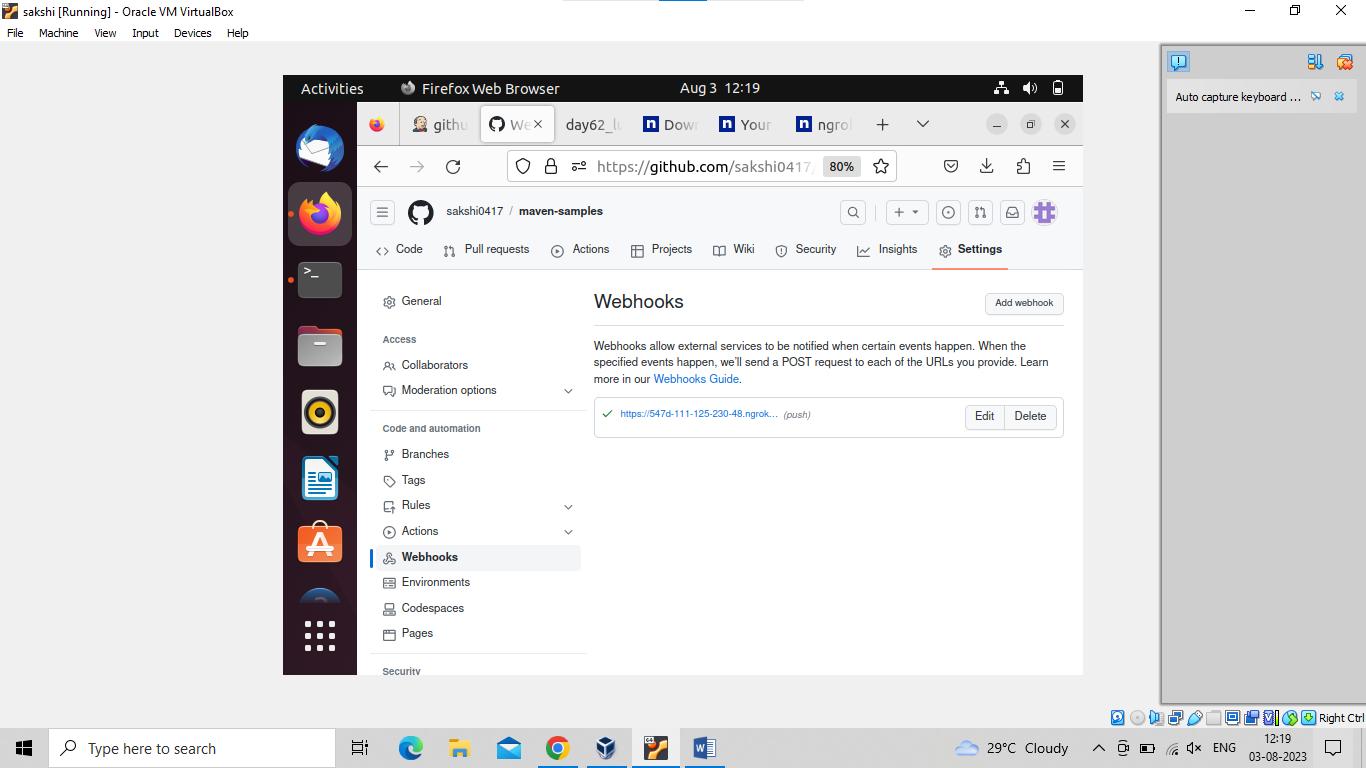 sakshi [Running] - Oracle VM VirtualBox
File Machine View Input Devices Help
Auto capture keyboard ...
Activities Firefox Web Browser Aug 3 12:19
githu We day62_lu Dow Your ngrol
https://github.com/sakshi0417/ 80%
sakshi0417 / maven-samples
Code Pull requests Actions Projects Wiki Security Insights Settings
General
Access
Collaborators
Moderation options
Code and automation
Branches
Tags
Rules
Actions
Webhooks
Environments
Codespaces
Pages
Security
Webhooks Add webhook
Webhooks allow external services to be notified when certain events happen. When the
specified events happen, we'll send a POST request to each of the URLs you provide. Learn
more in our Webhooks Guide.
https://547d-111-125-230-48.ngrok... (push) Edit Delete
Right Ctrl
Type here to search
29°C Cloudy
ENG
12:19
03-08-2023